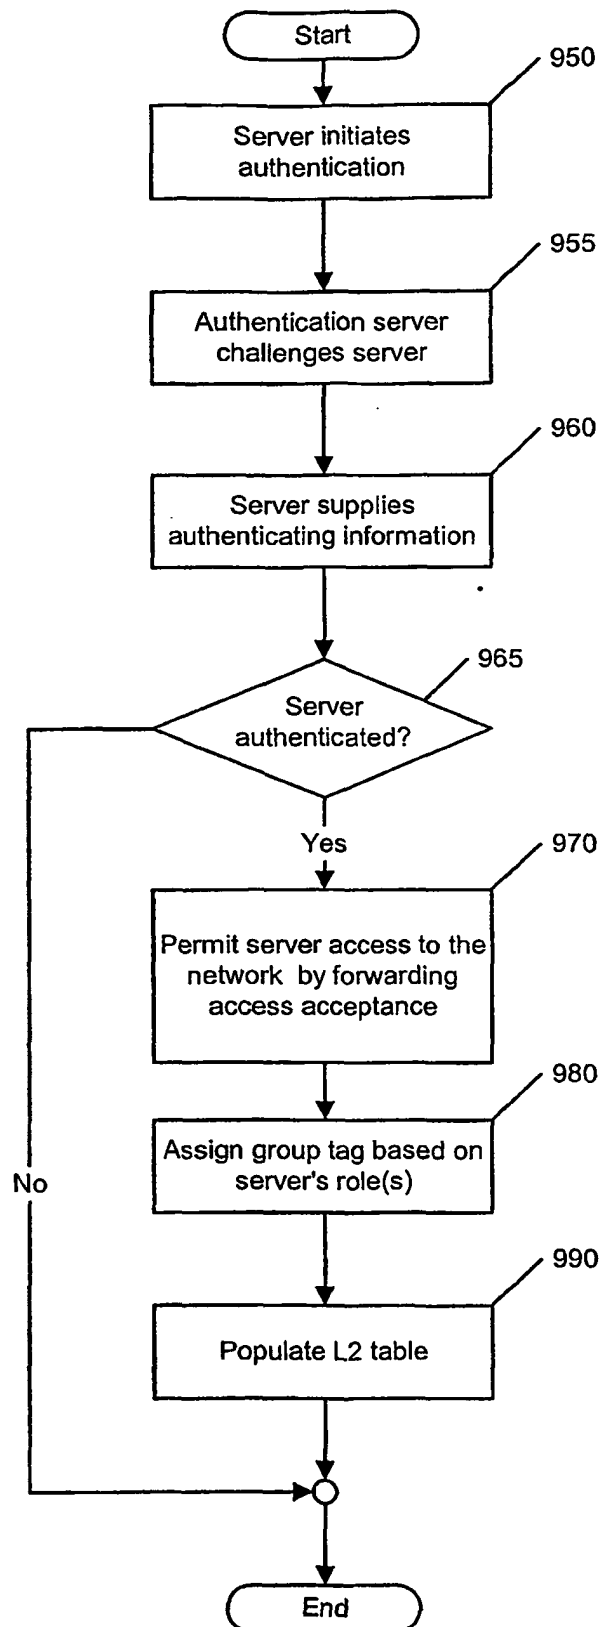 Start
950
Server initiates
authentication
955
Authentication server
challenges server
960
Server supplies
authenticating information
965
Server
authenticated?
Yes
970
Permit server access to the
network by forwarding
access acceptance
980
Assign group tag based on
server's role(s)
No
990
Populate L2 table
End